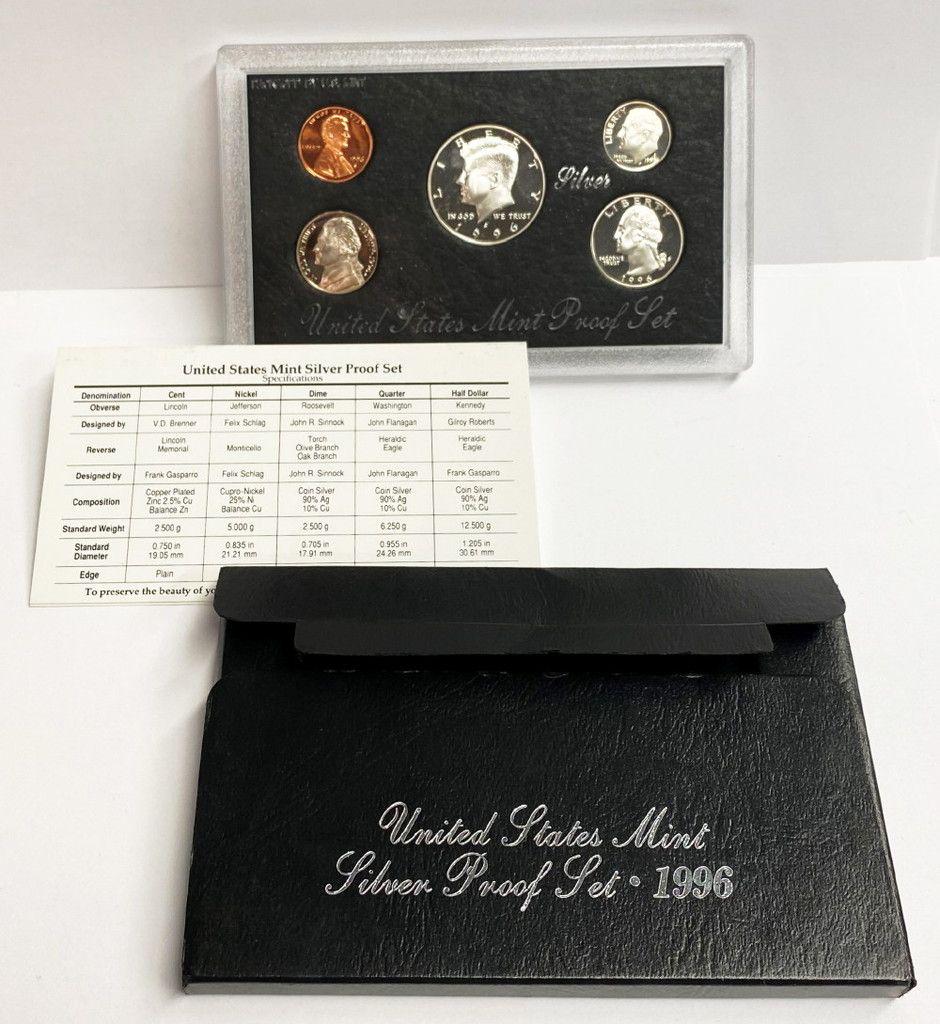 LIBERTY
IN GOD WE TRUST
1996
LIBERTY
1996
LIBERTY
IN GOD WE
TRUST
1996
Silver
United States Mint Proof Set
United States Mint Silver Proof Set
Specifications
Denomination Cent Nickel Dime Quarter Half Dollar
Obverse Lincoln Jefferson Roosevelt Washington Kennedy
Designed by V.D. Brenner Felix Schlag John R. Sinnock John Flanagan Gilroy Roberts
Reverse Lincoln Memorial Monticello Torch Olive Branch Oak Branch Heraldic Eagle Heraldic Eagle
Designed by Frank Gasparro Felix Schlag John R. Sinnock John Flanagan Frank Gasparro
Composition Copper Plated Zinc 2.5% Cu Balance Zn Cupro-Nickel 25% Ni Balance Cu Coin Silver 90% Ag 10% Cu Coin Silver 90% Ag 10% Cu Coin Silver 90% Ag 10% Cu
Standard Weight 2.500 g 5.000 g 2.500 g 6.250 g 12.500 g
Standard Diameter 0.750 in 19.05 mm 0.835 in 21.21 mm 0.705 in 17.91 mm 0.955 in 24.26 mm 1.205 in 30.61 mm
Edge Plain
To preserve the beauty of yo
United States Mint
Silver Proof Set • 1996